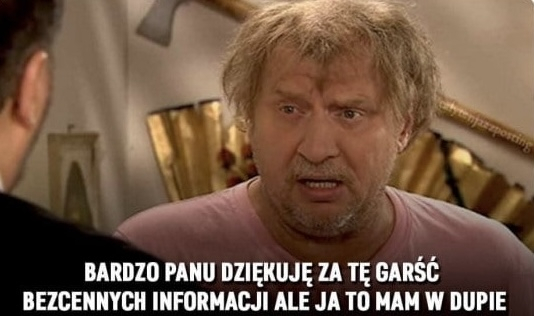 BARDZO PANU DZIĘKUJĘ ZA TĘ GARŚĆ
BEZCENNYCH INFORMACJI ALE JA TO MAM W DUPIE